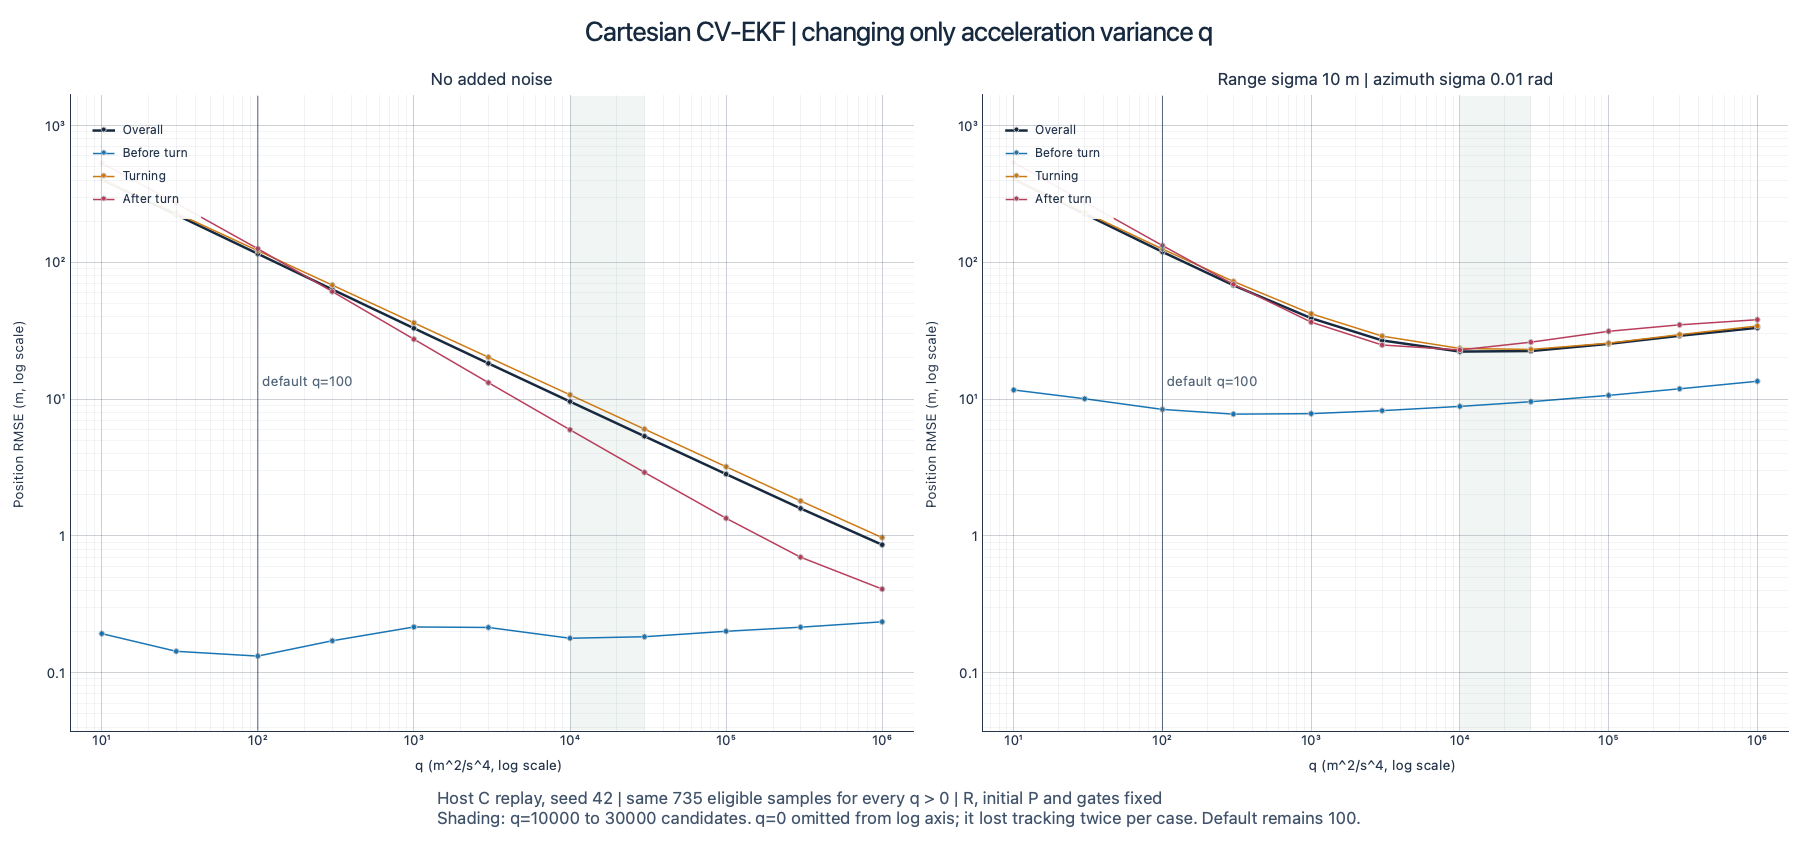 Cartesian CV-EKF | changing only acceleration variance q
No added noise
Overall
Before turn
Turning
After turn
default q=100
Position RMSE (m, log scale)
10³
10²
10¹
1
0.1
10¹
10²
10³
10⁴
10⁵
10⁶
q (m^2/s^4, log scale)
Range sigma 10 m | azimuth sigma 0.01 rad
Overall
Before turn
Turning
After turn
default q=100
Position RMSE (m, log scale)
10³
10²
10¹
1
0.1
10¹
10²
10³
10⁴
10⁵
10⁶
q (m^2/s^4, log scale)
Host C replay, seed 42 | same 735 eligible samples for every q > 0 | R, initial P and gates fixed
Shading: q=10000 to 30000 candidates. q=0 omitted from log axis; it lost tracking twice per case. Default remains 100.